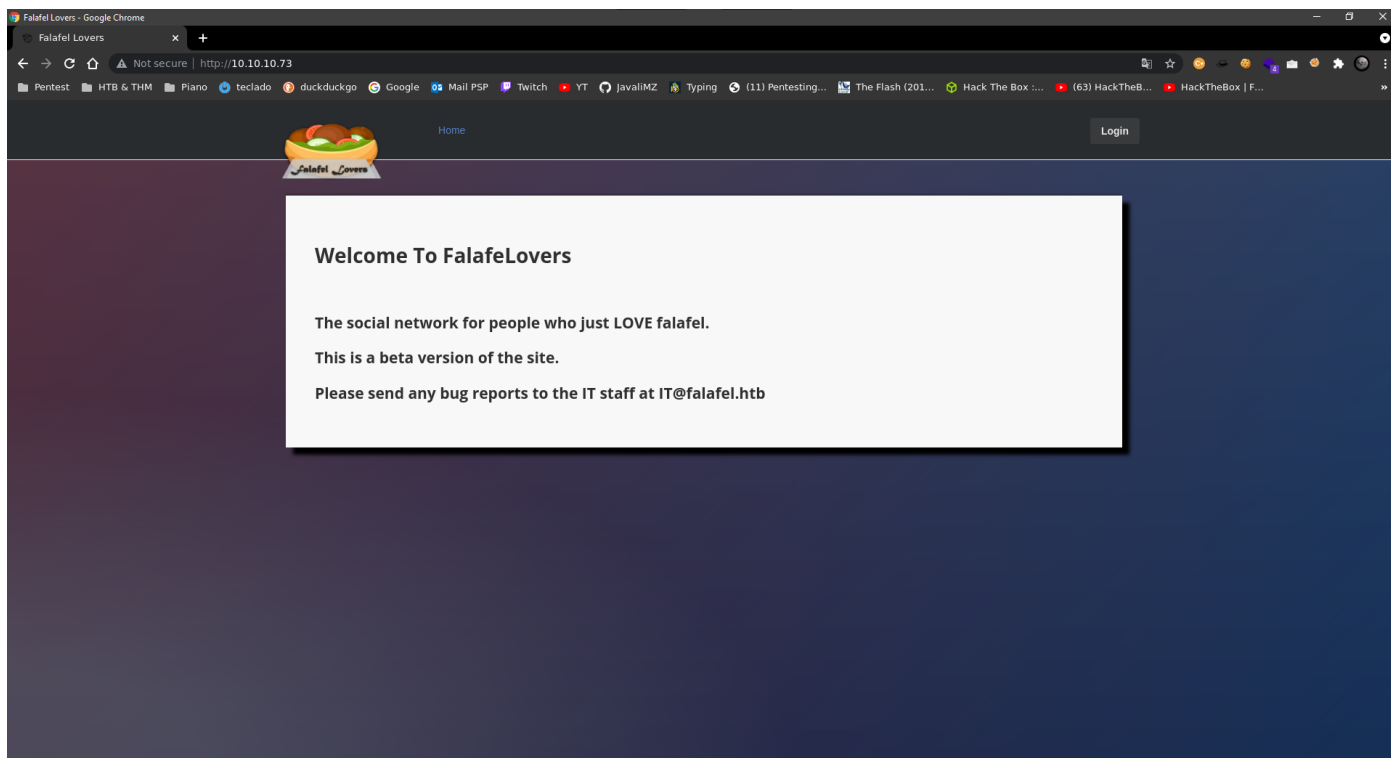 Falafel Lovers - Google Chrome
Falafel Lovers
Not secure | http://10.10.10.73
Pentest HTB & THM Piano teclado duckduckgo Google Mail PSP Twitch YT JavaliMZ Typing (11) Pentesting... The Flash (201... Hack The Box :... (63) HackTheB... HackTheBox | F... »
Home Login
Falafel Lovers
Welcome To FalafeLovers
The social network for people who just LOVE falafel.
This is a beta version of the site.
Please send any bug reports to the IT staff at IT@falafel.htb